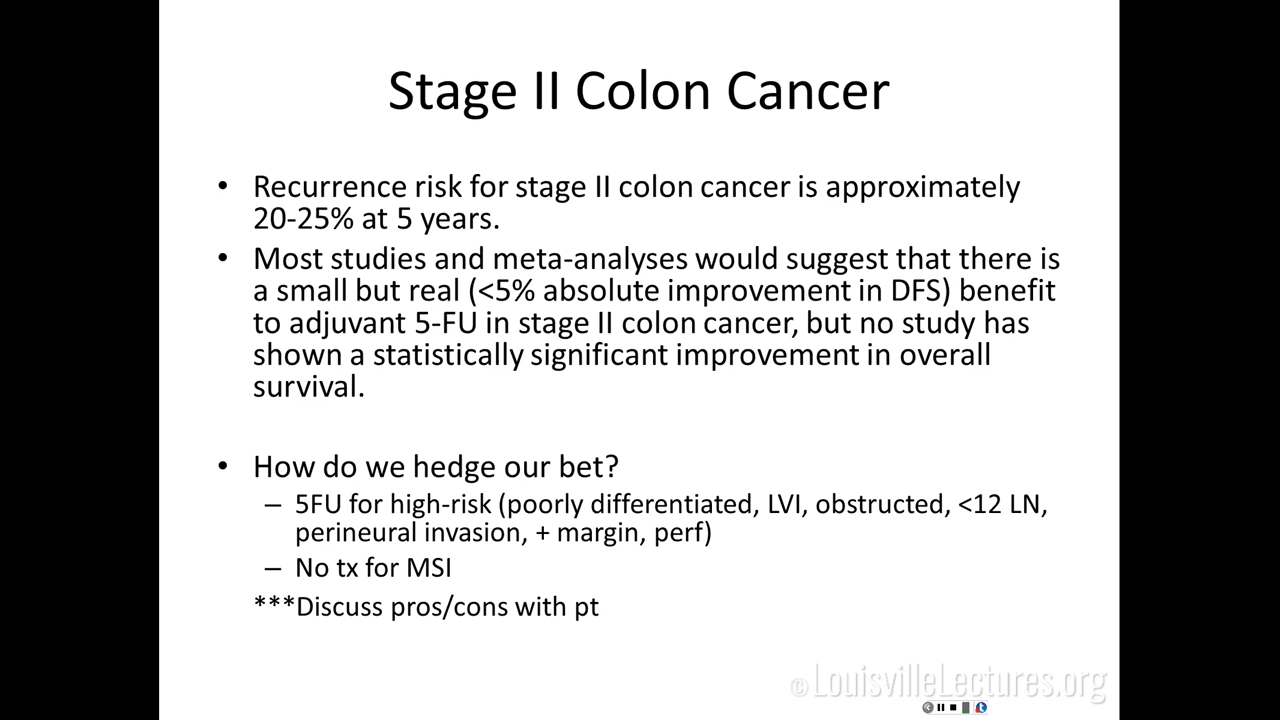 Stage II Colon Cancer
• Recurrence risk for stage II colon cancer is approximately
20-25% at 5 years.
• Most studies and meta-analyses would suggest that there is
a small but real (<5% absolute improvement in DFS) benefit
to adjuvant 5-FU in stage II colon cancer, but no study has
shown a statistically significant improvement in overall
survival.
• How do we hedge our bet?
– 5FU for high-risk (poorly differentiated, LVI, obstructed, <12 LN,
perineural invasion, + margin, perf)
– No tx for MSI
***Discuss pros/cons with pt
©LouisvilleLectures.org